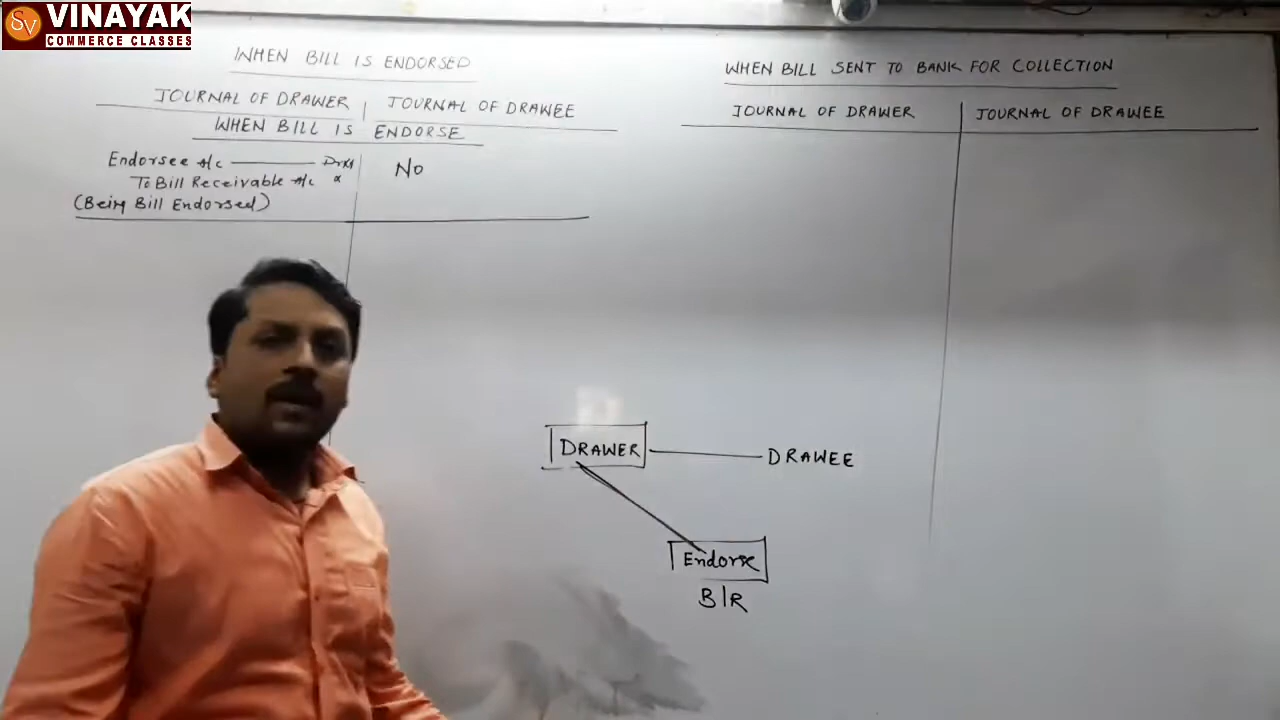 SV VINAYAK
COMMERCE CLASSES
WHEN BILL IS ENDORSED
JOURNAL OF DRAWER
JOURNAL OF DRAWEE
WHEN BILL IS ENDORSE
Endorsee A/c Dr
No
To Bill Receivable A/c x
(Being Bill Endorsed)
WHEN BILL SENT TO BANK FOR COLLECTION
JOURNAL OF DRAWER
JOURNAL OF DRAWEE
DRAWER
DRAWEE
Endorse
B/R